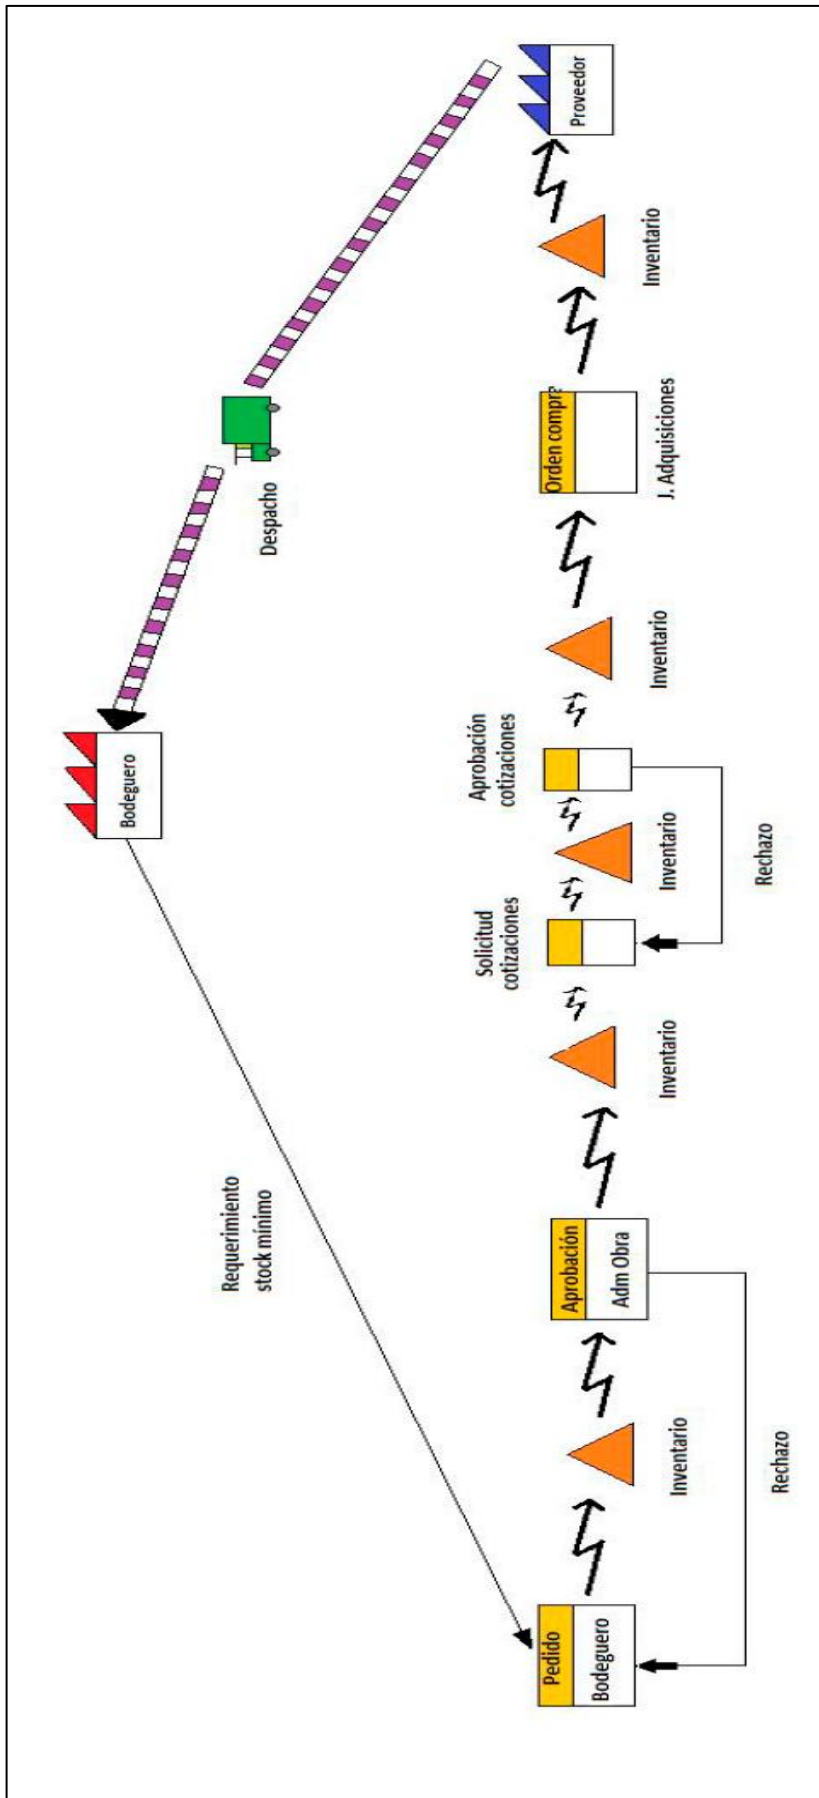 Bodeguero
Requerimiento
stock mínimo
Despacho
Proveedor
Pedido
Bodeguero
Inventario
Rechazo
Aprobación
Adm Obra
Inventario
Solicitud
cotizaciones
Inventario
Rechazo
Aprobación
cotizaciones
Inventario
Orden compra
J. Adquisiciones
Inventario